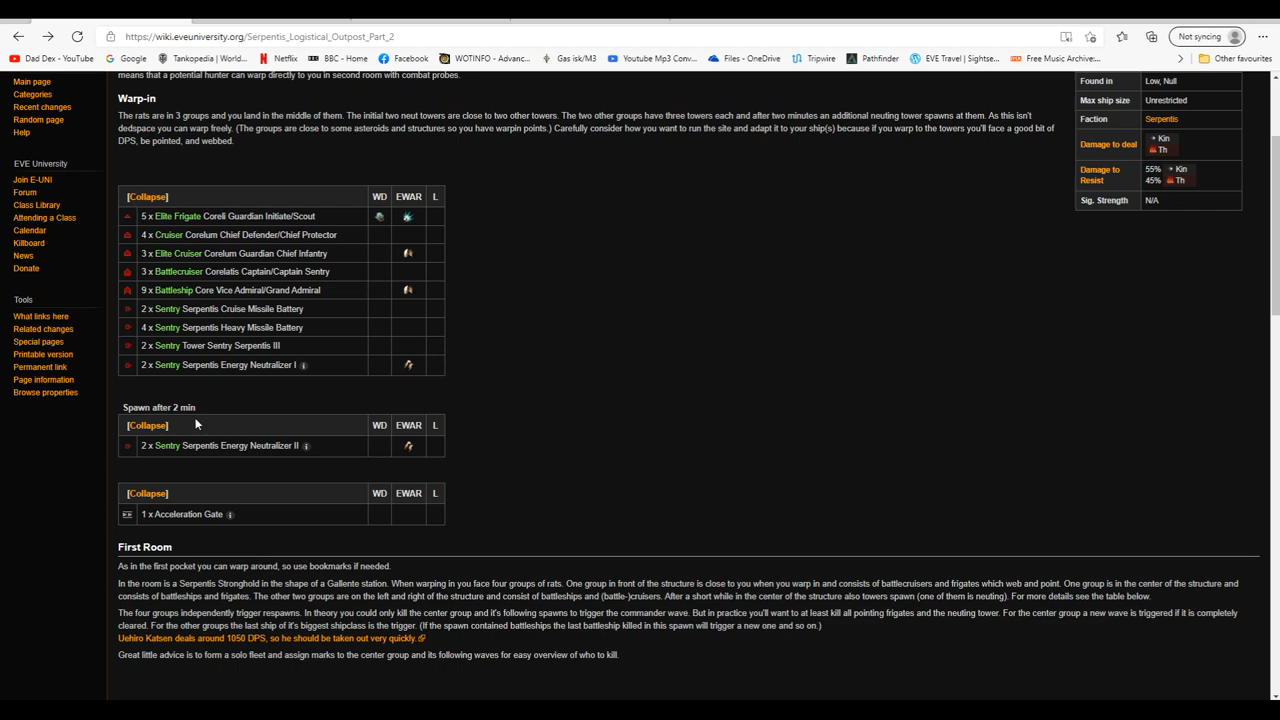 https://wiki.eveuniversity.org/Serpentis_Logistical_Outpost_Part_2
Not syncing
Dad Dex - YouTube
Google
Tankopedia | World...
Netflix
BBC - Home
Facebook
WOTINFO - Advanc...
Gas isk/M3
Youtube Mp3 Conv...
Files - OneDrive
Tripwire
Pathfinder
EVE Travel | Sightse...
Free Music Archive:...
Other favourites
Main page
Categories
Recent changes
Random page
Help
EVE University
Join E-UNI
Forum
Class Library
Attending a Class
Calendar
Killboard
News
Donate
Tools
What links here
Related changes
Special pages
Printable version
Permanent link
Page information
Browse properties
means that a potential hunter can warp directly to you in second room with combat probes.
Warp-in
The rats are in 3 groups and you land in the middle of them. The initial two neut towers are close to two other towers. The two other groups have three towers each and after two minutes an additional neuting tower spawns at them. As this isn't
dedspace you can warp freely. (The groups are close to some asteroids and structures so you have warpin points.) Carefully consider how you want to run the site and adapt it to your ship(s) because if you warp to the towers you'll face a good bit of
DPS, be pointed, and webbed.
[Collapse] WD EWAR L
5 x Elite Frigate Coreli Guardian Initiate/Scout
4 x Cruiser Corelum Chief Defender/Chief Protector
3 x Elite Cruiser Corelum Guardian Chief Infantry
3 x Battlecruiser Corelatis Captain/Captain Sentry
9 x Battleship Core Vice Admiral/Grand Admiral
2 x Sentry Serpentis Cruise Missile Battery
4 x Sentry Serpentis Heavy Missile Battery
2 x Sentry Tower Sentry Serpentis III
2 x Sentry Serpentis Energy Neutralizer I
Spawn after 2 min
[Collapse] WD EWAR L
2 x Sentry Serpentis Energy Neutralizer II
[Collapse] WD EWAR L
1 x Acceleration Gate
First Room
As in the first pocket you can warp around, so use bookmarks if needed.
In the room is a Serpentis Stronghold in the shape of a Gallente station. When warping in you face four groups of rats. One group in front of the structure is close to you when you warp in and consists of battlecruisers and frigates which web and point. One group is in the center of the structure and
consists of battleships and frigates. The other two groups are on the left and right of the structure and consist of battleships and (battle-)cruisers. After a short while in the center of the structure also towers spawn (one of them is neuting). For more details see the table below.
The four groups independently trigger respawns. In theory you could only kill the center group and it's following spawns to trigger the commander wave. But in practice you'll want to at least kill all pointing frigates and the neuting tower. For the center group a new wave is triggered if it is completely
cleared. For the other groups the last ship of it's biggest shipclass is the trigger. (If the spawn contained battleships the last battleship killed in this spawn will trigger a new one and so on.)
Uehiro Katsen deals around 1050 DPS, so he should be taken out very quickly.
Great little advice is to form a solo fleet and assign marks to the center group and its following waves for easy overview of who to kill.
Found in Low, Null
Max ship size Unrestricted
Faction Serpentis
Damage to deal Kin
Th
Damage to Resist 55% Kin
45% Th
Sig. Strength N/A